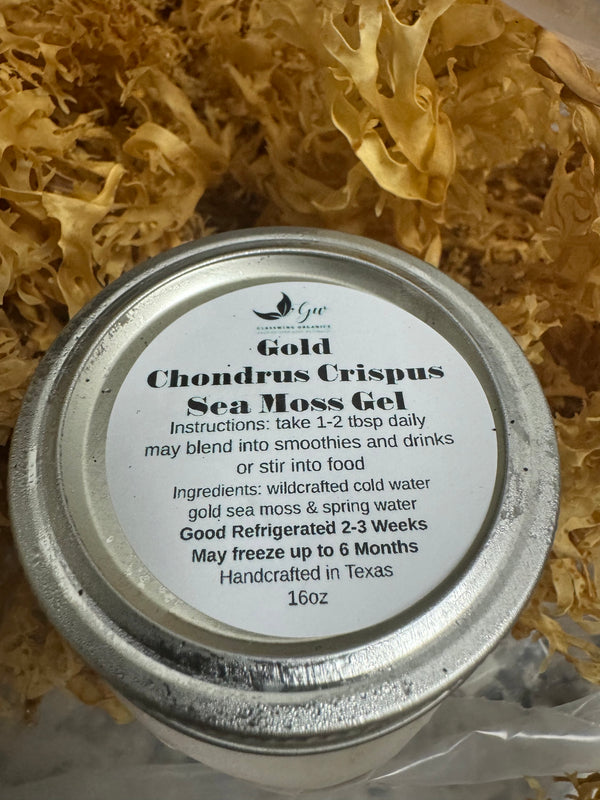 Gw
GLASSWING ORGANICS
Gold
Chondrus Crispus
Sea Moss Gel
Instructions: take 1-2 tbsp daily
may blend into smoothies and drinks
or stir into food
Ingredients: wildcrafted cold water
gold sea moss & spring water
Good Refrigerated 2-3 Weeks
May freeze up to 6 Months
Handcrafted in Texas
16oz